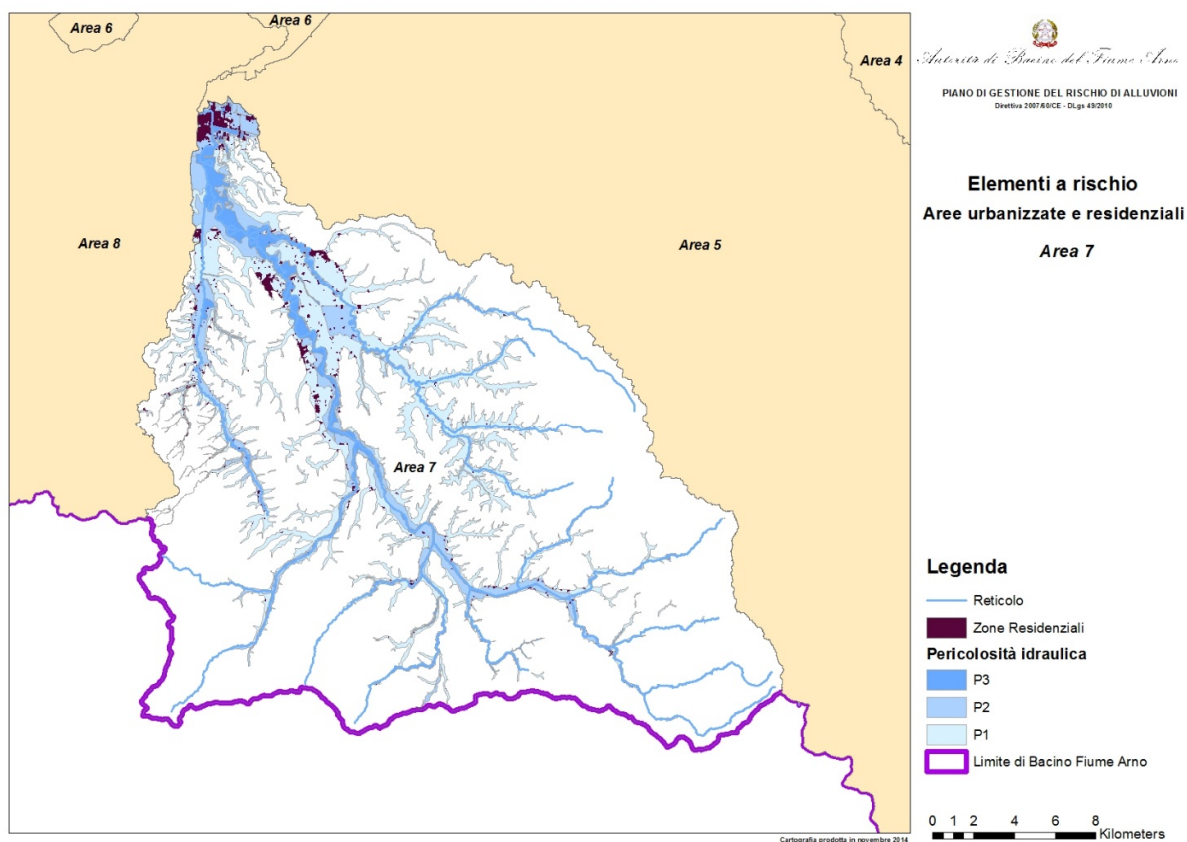 Area 6
Area 6
Area 4
Area 8
Area 5
Area 7
Autorità di Bacino del Fiume Arno
PIANO DI GESTIONE DEL RISCHIO DI ALLUVIONI
Direttiva 2007/60/CE - DLgs 49/2010
Elementi a rischio
Aree urbanizzate e residenziali
Area 7
Legenda
Reticolo
Zone Residenziali
Pericolosità idraulica
P3
P2
P1
Limite di Bacino Fiume Arno
0 1 2 4 6 8
Kilometers
Cartografia prodotta in novembre 2014